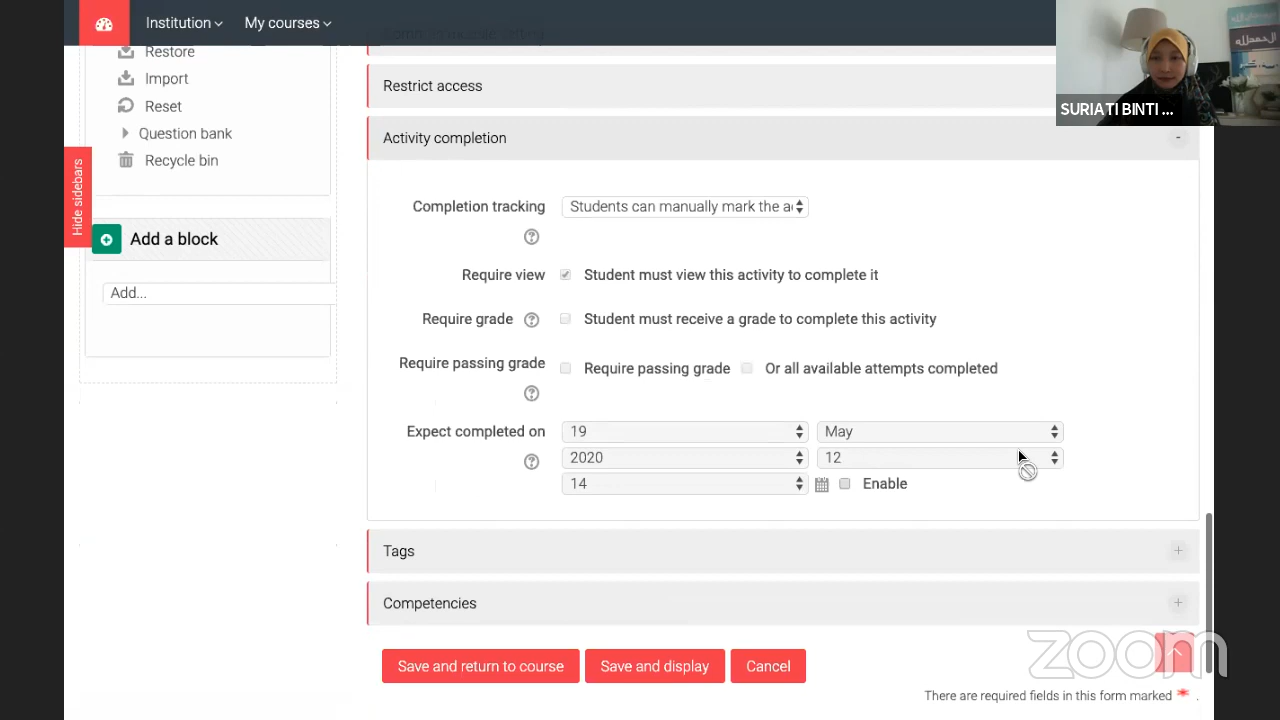 Institution
My courses
Restore
Import
Reset
Question bank
Recycle bin
Hide sidebars
Add a block
Add...
Restrict access
Activity completion
-
Completion tracking
Students can manually mark the a
?
Require view
Student must view this activity to complete it
Require grade ?
Student must receive a grade to complete this activity
Require passing grade
Require passing grade
Or all available attempts completed
?
Expect completed on
19
May
?
2020
12
14
Enable
Tags
+
Competencies
+
Save and return to course
Save and display
Cancel
There are required fields in this form marked * .
SURIATI BINTI ...
الحمدلله
zoom